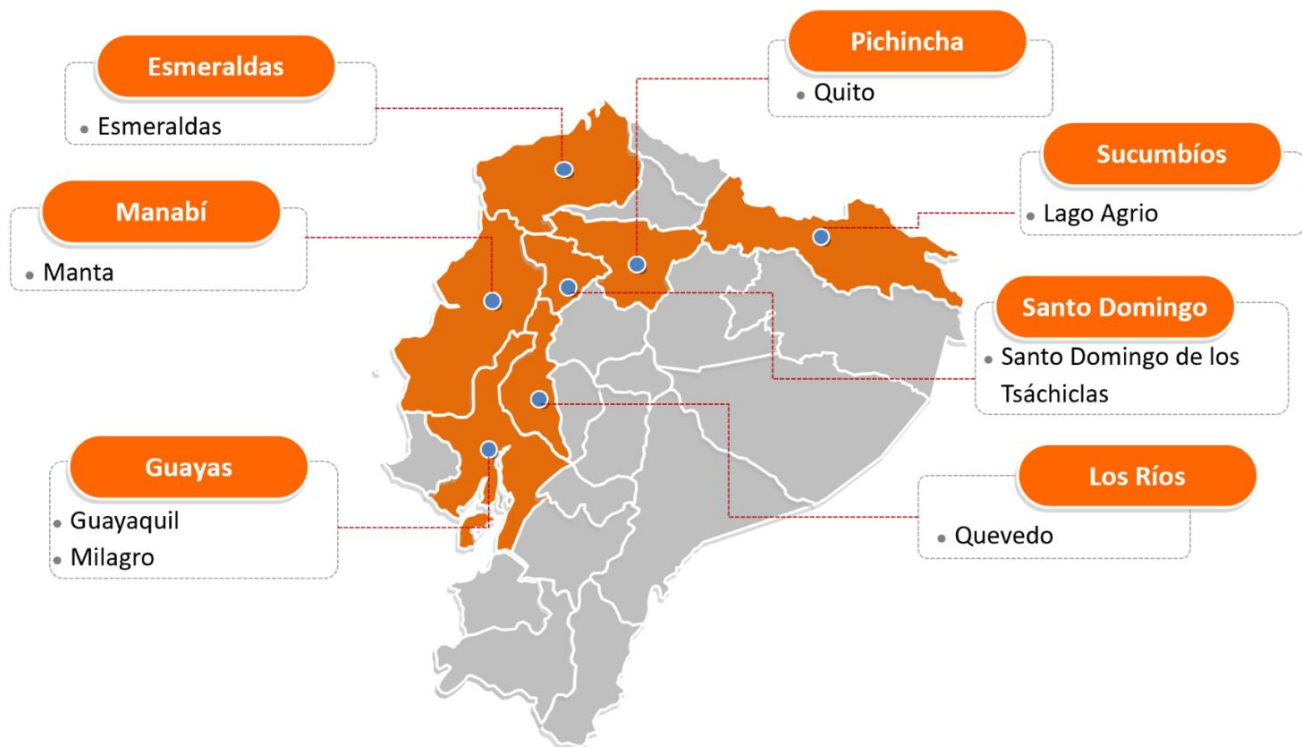 Esmeraldas
• Esmeraldas
Manabí
• Manta
Guayas
• Guayaquil
• Milagro
Pichincha
• Quito
Sucumbíos
• Lago Agrio
Santo Domingo
• Santo Domingo de los
Tsáchiclas
Los Ríos
• Quevedo